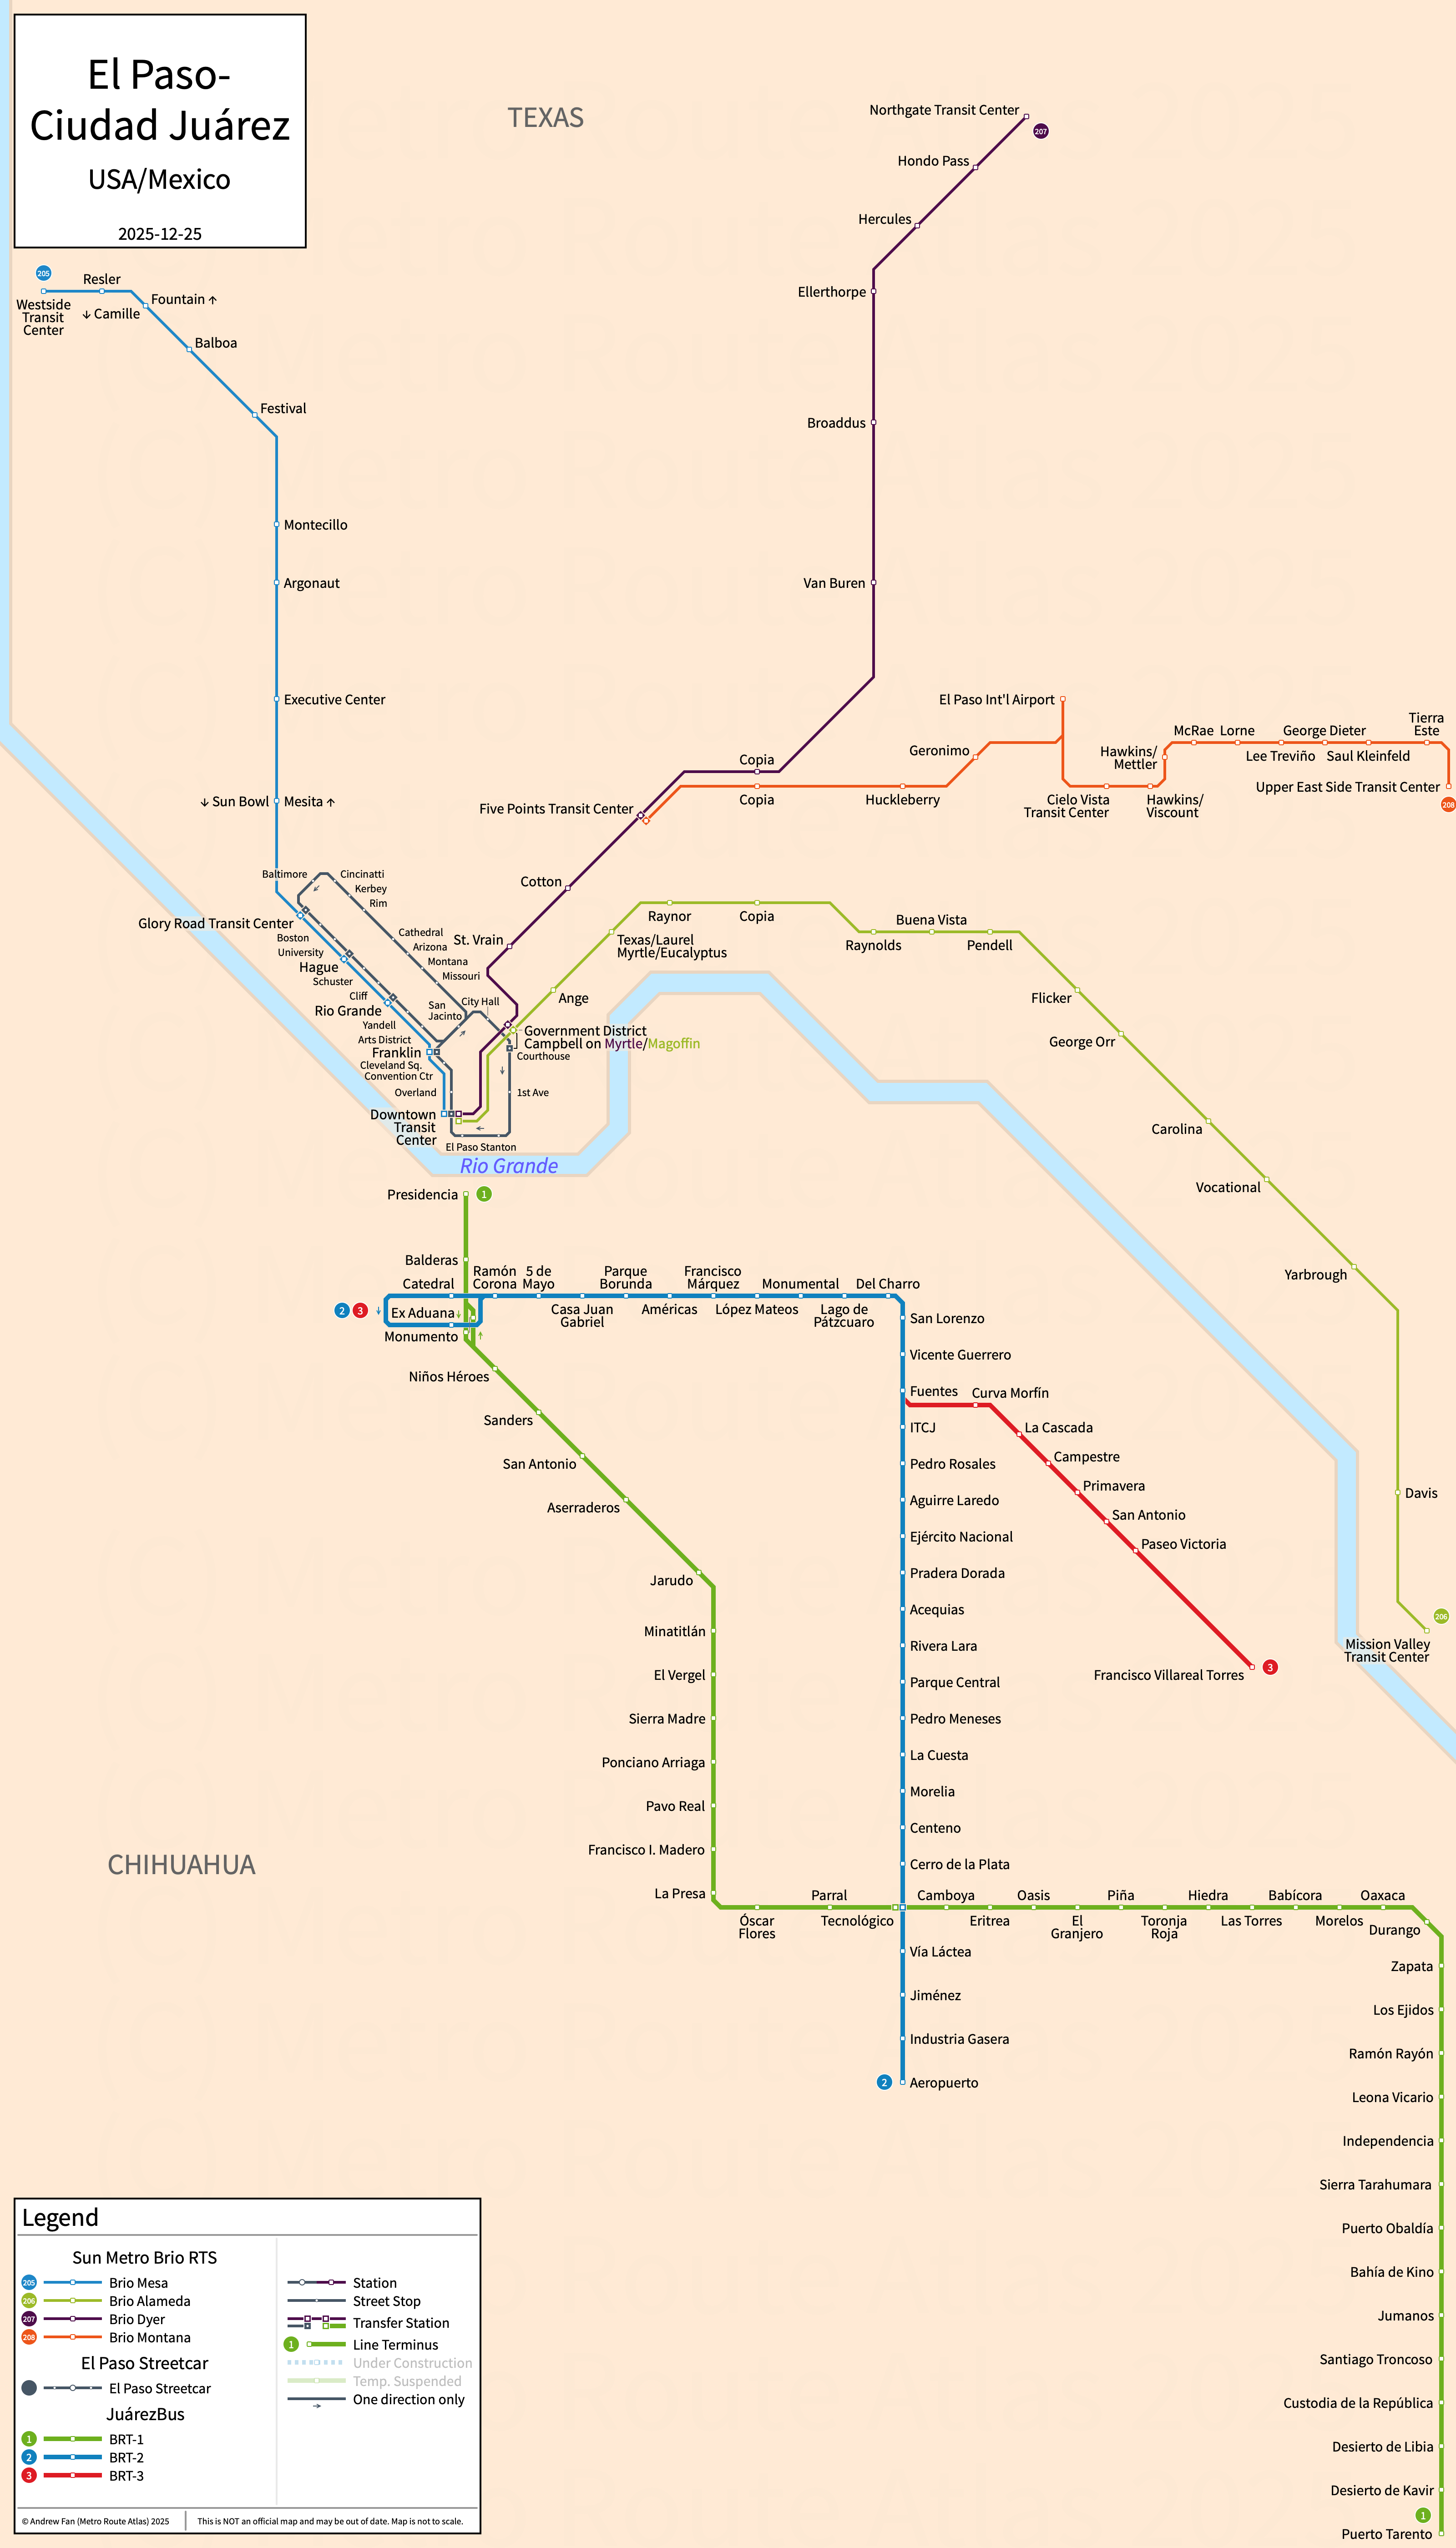 El Paso-
Ciudad Juárez
USA/Mexico
2025-12-25
TEXAS
Northgate Transit Center
207
Hondo Pass
Hercules
Ellerthorpe
Broaddus
Van Buren
Copia
Five Points Transit Center
Cotton
St. Vrain
205
Westside
Transit
Center
Resler
Fountain ↑
↓ Camille
Balboa
Festival
Montecillo
Argonaut
Executive Center
↓ Sun Bowl
Mesita ↑
Glory Road Transit Center
Hague
Rio Grande
Franklin
Downtown
Transit
Center
Baltimore
Cincinatti
Kerbey
Rim
Cathedral
Arizona
Montana
Missouri
San
Jacinto
City Hall
Boston
University
Schuster
Cliff
Yandell
Arts District
Cleveland Sq.
Convention Ctr
Overland
El Paso
Stanton
1st Ave
Courthouse
Government District
Campbell on Myrtle/Magoffin
El Paso Int'l Airport
Geronimo
Copia
Huckleberry
Cielo Vista
Transit Center
Hawkins/
Viscount
Hawkins/
Mettler
McRae
Lorne
Lee Treviño
George Dieter
Saul Kleinfeld
Tierra
Este
Upper East Side Transit Center
208
Ange
Texas/Laurel
Myrtle/Eucalyptus
Raynor
Copia
Raynolds
Buena Vista
Pendell
Flicker
George Orr
Carolina
Vocational
Yarbrough
Davis
206
Mission Valley
Transit Center
Rio Grande
Presidencia
1
Balderas
Catedral
2
3
Ex Aduana
Monumento
Ramón
Corona
5 de
Mayo
Casa Juan
Gabriel
Parque
Borunda
Américas
Francisco
Márquez
López Mateos
Monumental
Lago de
Pátzcuaro
Del Charro
San Lorenzo
Vicente Guerrero
Fuentes
ITCJ
Pedro Rosales
Aguirre Laredo
Ejército Nacional
Pradera Dorada
Acequias
Rivera Lara
Parque Central
Pedro Meneses
La Cuesta
Morelia
Centeno
Cerro de la Plata
Curva Morfín
La Cascada
Campestre
Primavera
San Antonio
Paseo Victoria
Francisco Villareal Torres
3
Niños Héroes
Sanders
San Antonio
Aserraderos
Jarudo
Minatitlán
El Vergel
Sierra Madre
Ponciano Arriaga
Pavo Real
Francisco I. Madero
La Presa
CHIHUAHUA
Óscar
Flores
Parral
Tecnológico
Camboya
Eritrea
Oasis
El
Granjero
Piña
Toronja
Roja
Hiedra
Las Torres
Babícora
Morelos
Oaxaca
Durango
Vía Láctea
Jiménez
Industria Gasera
2
Aeropuerto
Zapata
Los Ejidos
Ramón Rayón
Leona Vicario
Independencia
Sierra Tarahumara
Puerto Obaldía
Bahía de Kino
Jumanos
Santiago Troncoso
Custodia de la República
Desierto de Libia
Desierto de Kavir
1
Puerto Tarento
Legend
Sun Metro Brio RTS
205 Brio Mesa
206 Brio Alameda
207 Brio Dyer
208 Brio Montana
El Paso Streetcar
El Paso Streetcar
JuárezBus
1 BRT-1
2 BRT-2
3 BRT-3
Station
Street Stop
Transfer Station
1 Line Terminus
Under Construction
Temp. Suspended
One direction only
© Andrew Fan (Metro Route Atlas) 2025
This is NOT an official map and may be out of date. Map is not to scale.